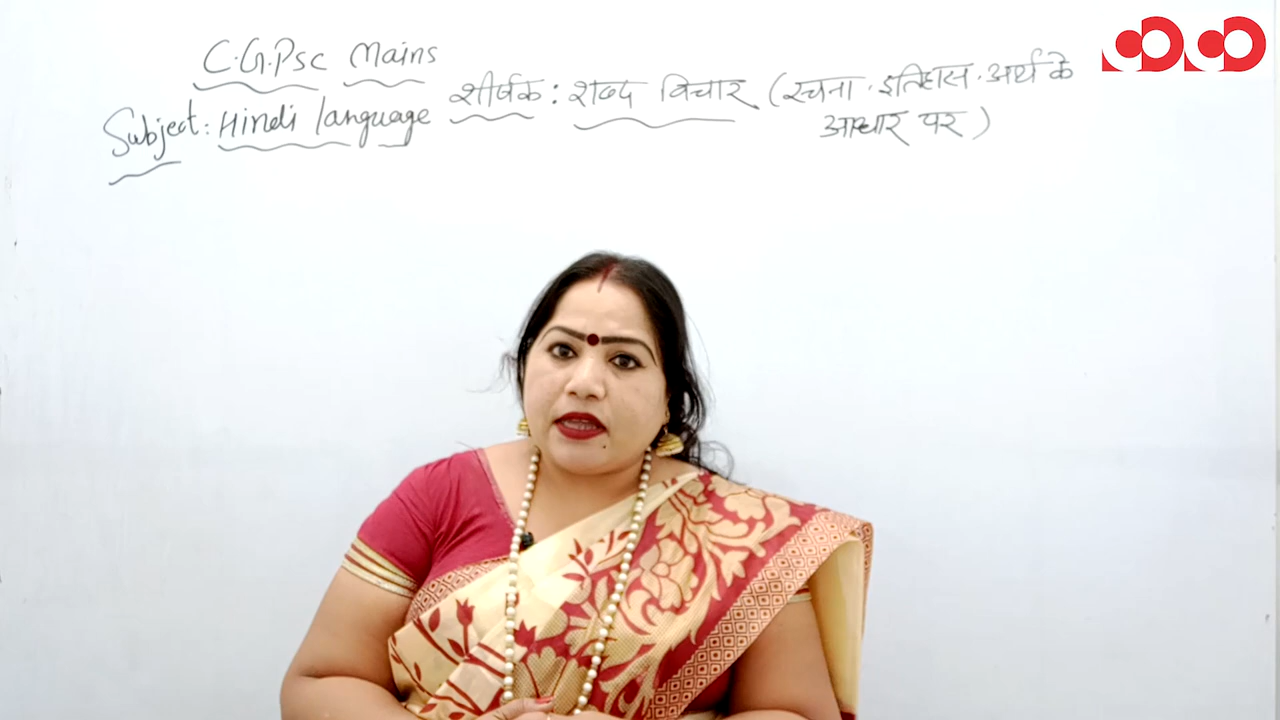 C.G.Psc Mains
Subject: Hindi language
शीर्षक: शब्द विचार (रचना, इतिहास, अर्थ के
आधार पर)